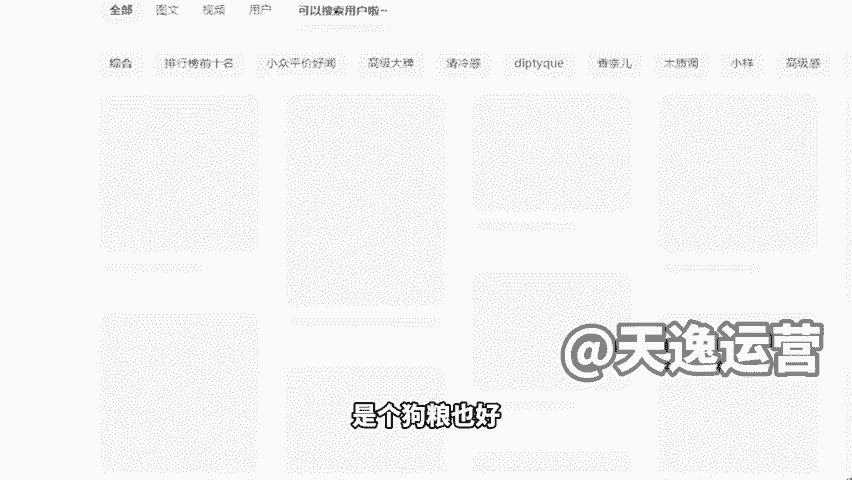 全部 图文 视频 用户 可以搜索用户啦~
综合 排行榜前十名 小众平价好闻 高级大牌 清冷感 diptyque 香奈儿 木质调 小样 高级感
@天逸运营
是个狗粮也好